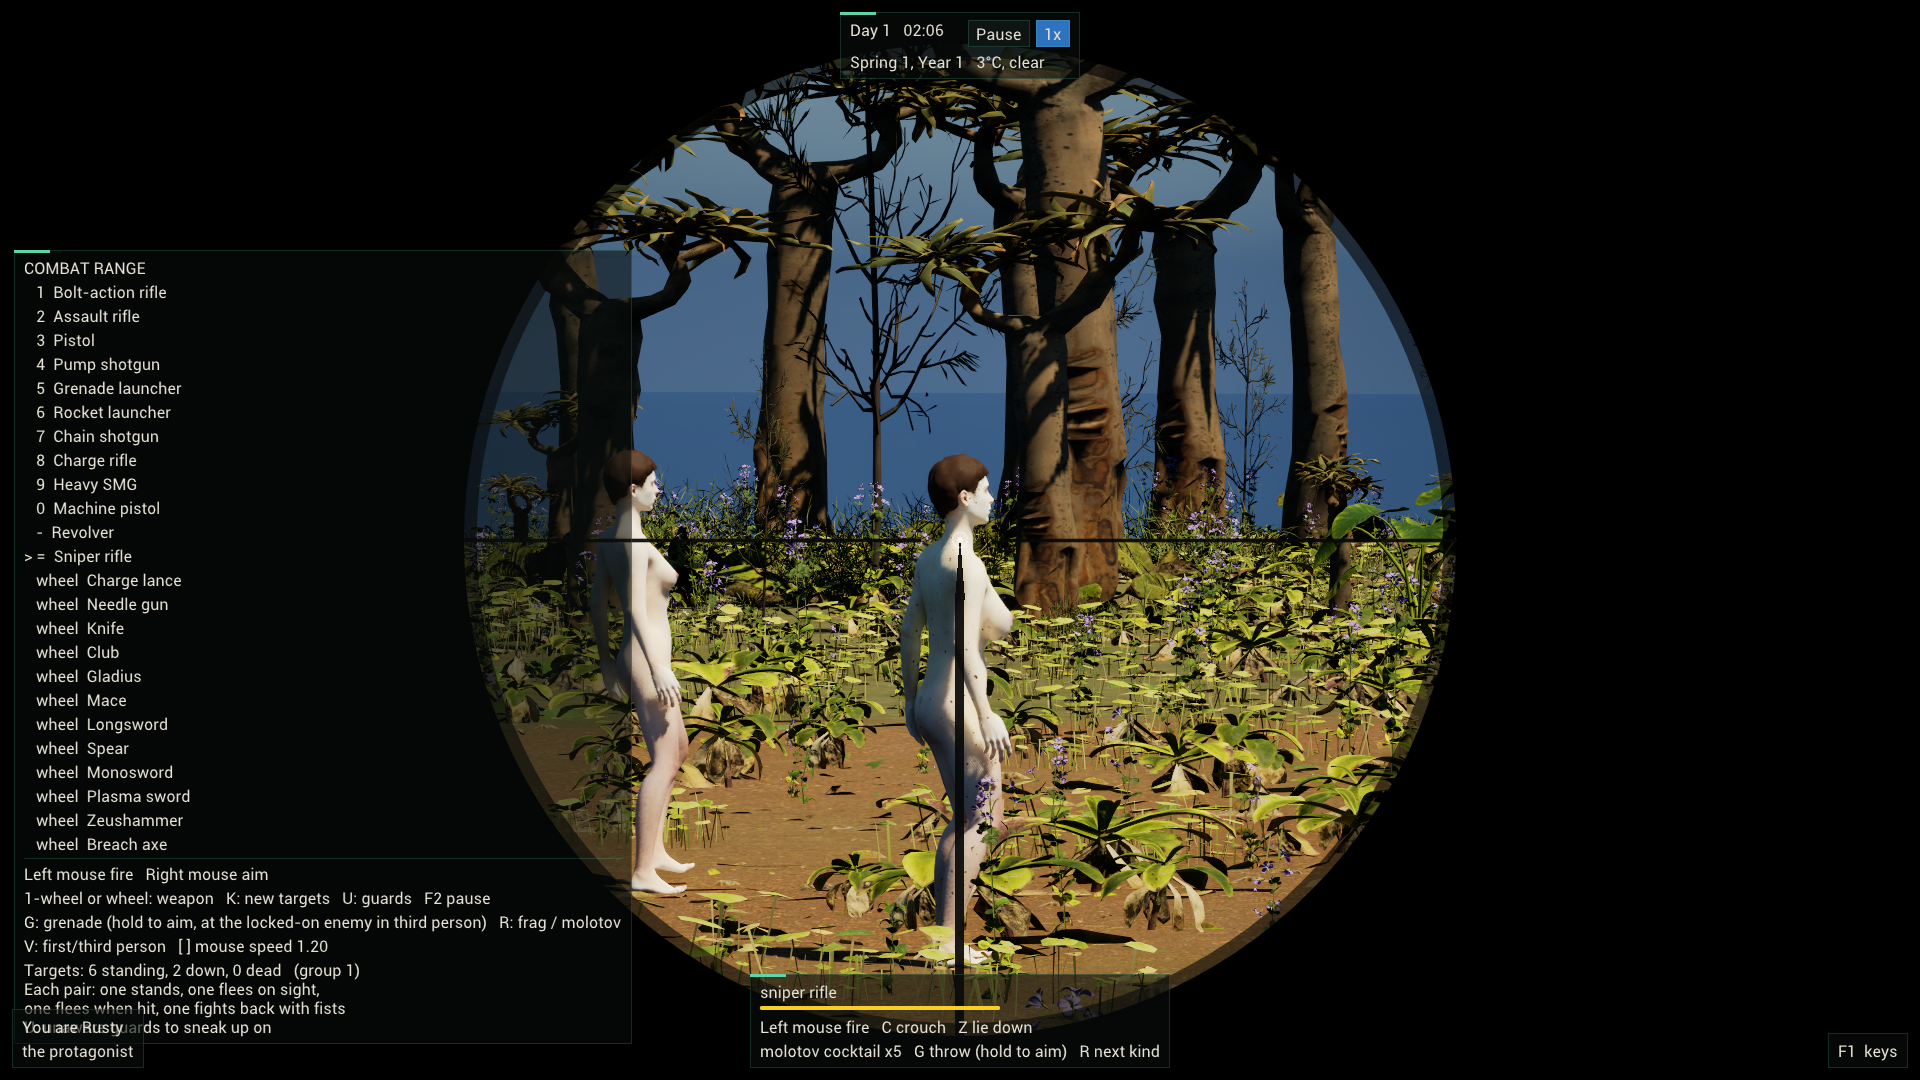 Day 1 02:06 Pause 1x
Spring 1, Year 1 3°C, clear
COMBAT RANGE
1 Bolt-action rifle
2 Assault rifle
3 Pistol
4 Pump shotgun
5 Grenade launcher
6 Rocket launcher
7 Chain shotgun
8 Charge rifle
9 Heavy SMG
0 Machine pistol
- Revolver
> = Sniper rifle
wheel Charge lance
wheel Needle gun
wheel Knife
wheel Club
wheel Gladius
wheel Mace
wheel Longsword
wheel Spear
wheel Monosword
wheel Plasma sword
wheel Zeushammer
wheel Breach axe
Left mouse fire Right mouse aim
1-wheel or wheel: weapon K: new targets U: guards F2 pause
G: grenade (hold to aim, at the locked-on enemy in third person) R: frag / molotov
V: first/third person [ ] mouse speed 1.20
Targets: 6 standing, 2 down, 0 dead (group 1)
Each pair: one stands, one flees on sight,
one flees when hit, one fights back with fists
to sneak up on
You are Rusty
the protagonist
sniper rifle
Left mouse fire C crouch Z lie down
molotov cocktail x5 G throw (hold to aim) R next kind
F1 keys